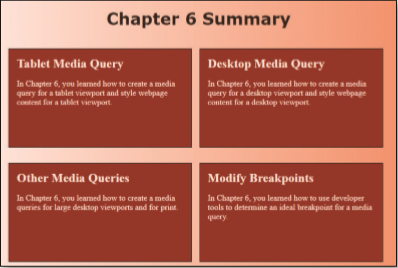 Chapter 6 Summary
Tablet Media Query
In Chapter 6, you learned how to create a media
query for a tablet viewport and style webpage
content for a tablet viewport.
Desktop Media Query
In Chapter 6, you learned how to create a media
query for a desktop viewport and style webpage
content for a desktop viewport.
Other Media Queries
In Chapter 6, you learned how to create a media
queries for large desktop viewports and for print.
Modify Breakpoints
In Chapter 6, you learned how to use developer
tools to determine an ideal breakpoint for a media
query.